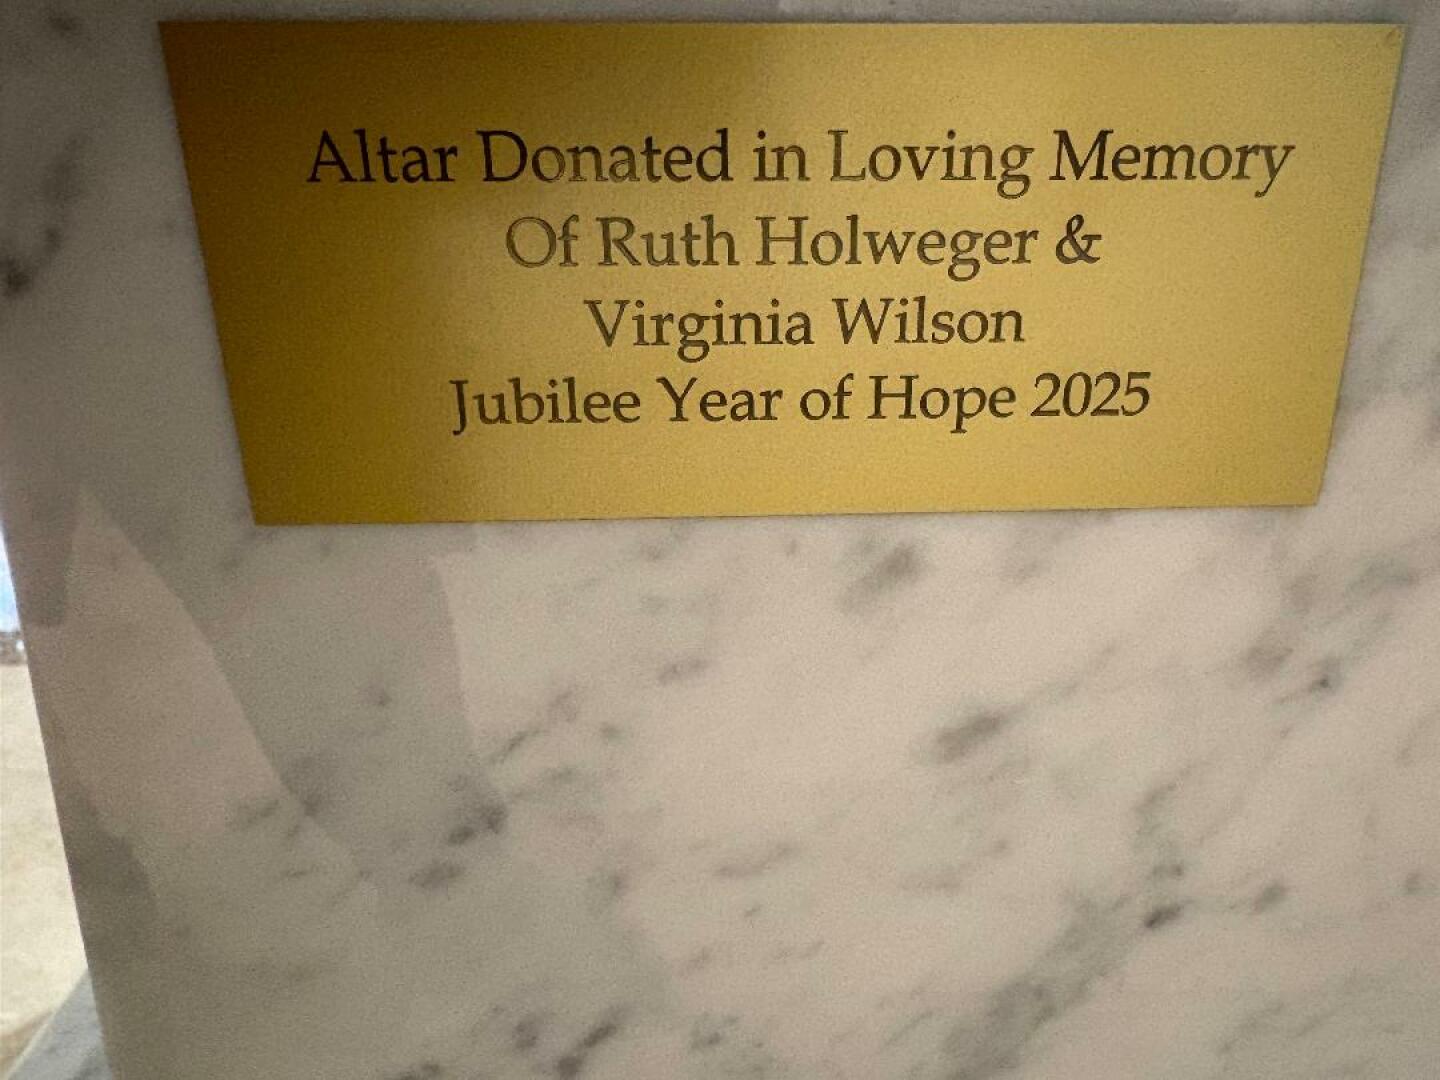 Altar Donated in Loving Memory
Of Ruth Holweger &
Virginia Wilson
Jubilee Year of Hope 2025